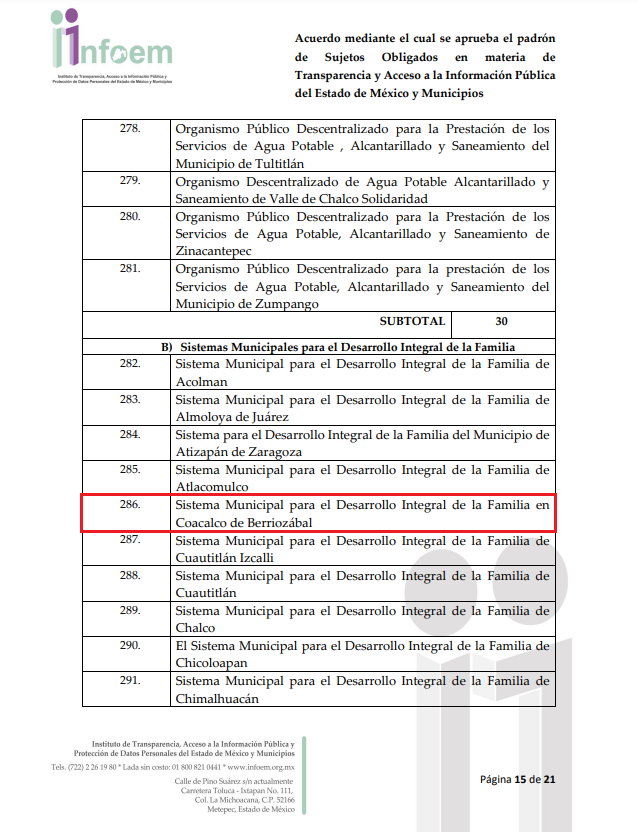 infoem
Instituto de Transparencia, Acceso a la Información Pública y
Protección de Datos Personales del Estado de México y Municipios
Acuerdo mediante el cual se aprueba el padrón
de Sujetos Obligados en materia de
Transparencia y Acceso a la Información Pública
del Estado de México y Municipios
278. Organismo Público Descentralizado para la Prestación de los
Servicios de Agua Potable , Alcantarillado y Saneamiento del
Municipio de Tultitlán
279. Organismo Descentralizado de Agua Potable Alcantarillado y
Saneamiento de Valle de Chalco Solidaridad
280. Organismo Público Descentralizado para la Prestación de los
Servicios de Agua Potable, Alcantarillado y Saneamiento de
Zinacantepec
281. Organismo Público Descentralizado para la prestación de los
Servicios de Agua Potable, Alcantarillado y Saneamiento del
Municipio de Zumpango
SUBTOTAL 30
B) Sistemas Municipales para el Desarrollo Integral de la Familia
282. Sistema Municipal para el Desarrollo Integral de la Familia de
Acolman
283. Sistema Municipal para el Desarrollo Integral de la Familia de
Almoloya de Juárez
284. Sistema para el Desarrollo Integral de la Familia del Municipio de
Atizapán de Zaragoza
285. Sistema Municipal para el Desarrollo Integral de la Familia de
Atlacomulco
286. Sistema Municipal para el Desarrollo Integral de la Familia en
Coacalco de Berriozábal
287. Sistema Municipal para el Desarrollo Integral de la Familia de
Cuautitlán Izcalli
288. Sistema Municipal para el Desarrollo Integral de la Familia de
Cuautitlán
289. Sistema Municipal para el Desarrollo Integral de la Familia de
Chalco
290. El Sistema Municipal para el Desarrollo Integral de la Familia de
Chicoloapan
291. Sistema Municipal para el Desarrollo Integral de la Familia de
Chimalhuacán
Instituto de Transparencia, Acceso a la Información Pública y
Protección de Datos Personales del Estado de México y Municipios
Tels. (722) 2 26 19 80 * Lada sin costo: 01 800 821 0441 * www.infoem.org.mx
Calle de Pino Suárez s/n actualmente
Carretera Toluca - Ixtapan No. 111,
Col. La Michoacana, C.P. 52166
Metepec, Estado de México
Página 15 de 21